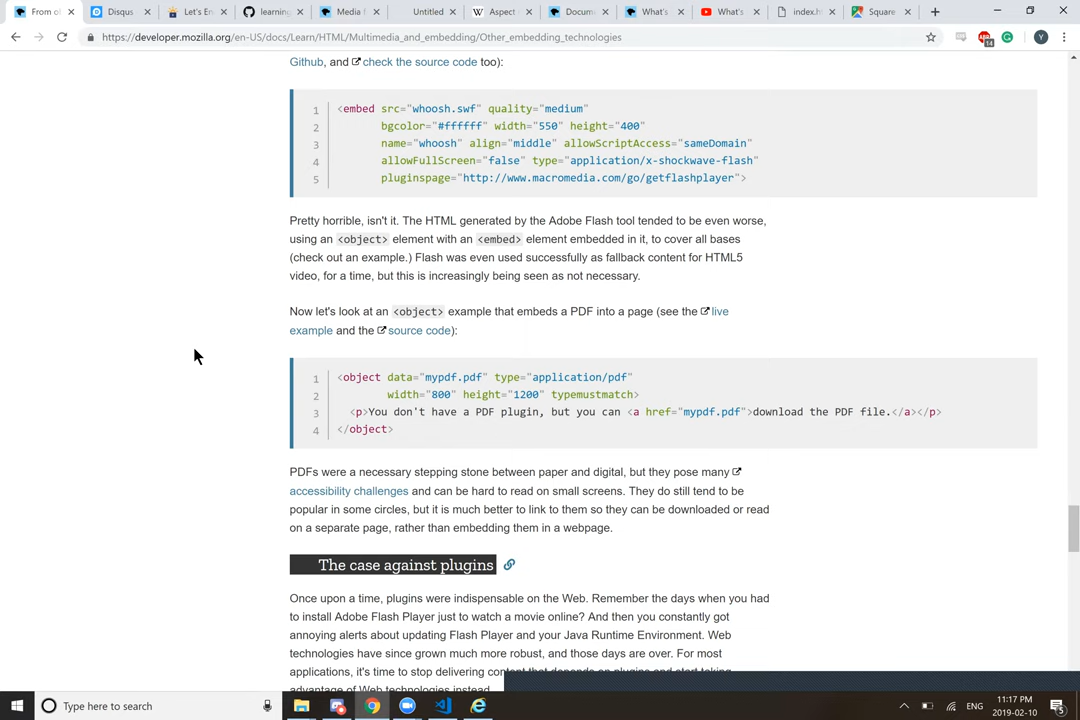 From ol
Disqus
Let's En
learning
Media f
Untitled
Aspect
Docume
What's
What's
index.h
Square
https://developer.mozilla.org/en-US/docs/Learn/HTML/Multimedia_and_embedding/Other_embedding_technologies
14
Y
Github, and check the source code too):
1 <embed src="whoosh.swf" quality="medium"
2 bgcolor="#ffffff" width="550" height="400"
3 name="whoosh" align="middle" allowScriptAccess="sameDomain"
4 allowFullScreen="false" type="application/x-shockwave-flash"
5 pluginspage="http://www.macromedia.com/go/getflashplayer">
Pretty horrible, isn't it. The HTML generated by the Adobe Flash tool tended to be even worse,
using an <object> element with an <embed> element embedded in it, to cover all bases
(check out an example.) Flash was even used successfully as fallback content for HTML5
video, for a time, but this is increasingly being seen as not necessary.
Now let's look at an <object> example that embeds a PDF into a page (see the live
example and the source code):
1 <object data="mypdf.pdf" type="application/pdf"
2 width="800" height="1200" typemustmatch>
3 <p>You don't have a PDF plugin, but you can <a href="mypdf.pdf">download the PDF file.</a></p>
4 </object>
PDFs were a necessary stepping stone between paper and digital, but they pose many
accessibility challenges and can be hard to read on small screens. They do still tend to be
popular in some circles, but it is much better to link to them so they can be downloaded or read
on a separate page, rather than embedding them in a webpage.
The case against plugins
Once upon a time, plugins were indispensable on the Web. Remember the days when you had
to install Adobe Flash Player just to watch a movie online? And then you constantly got
annoying alerts about updating Flash Player and your Java Runtime Environment. Web
technologies have since grown much more robust, and those days are over. For most
applications, it's time to stop delivering content that depends on plugins and start taking
advantage of Web technologies instead.
Type here to search
ENG
11:17 PM
2019-02-10
5